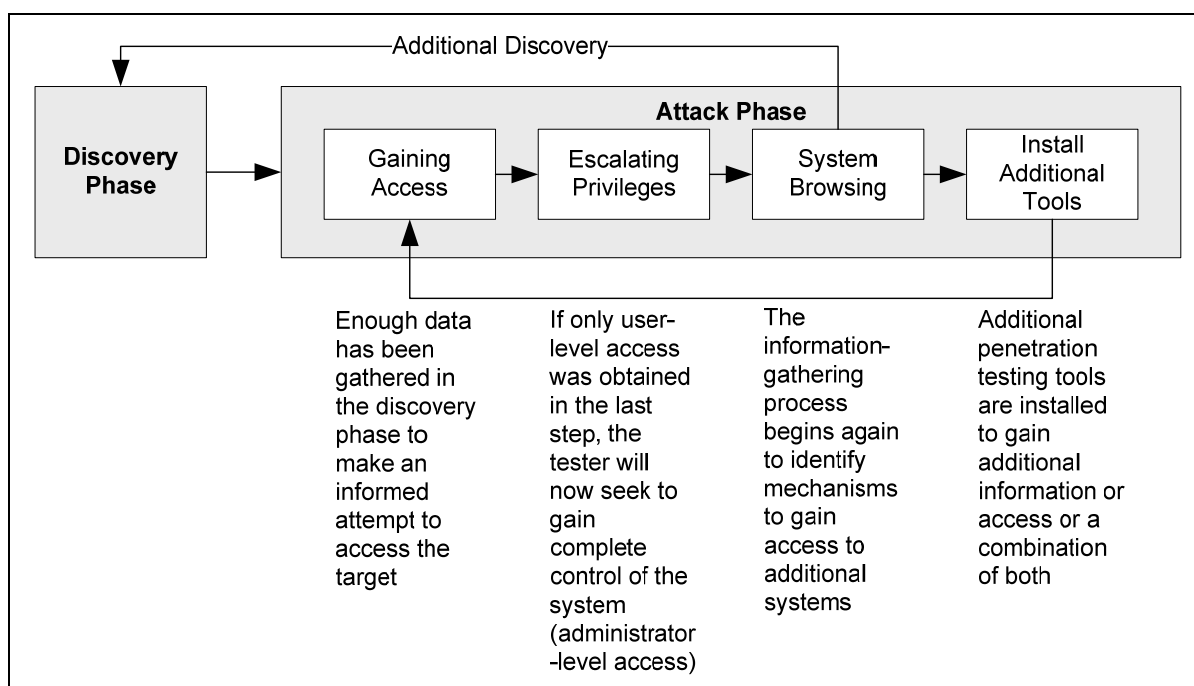 Additional Discovery
Attack Phase
Discovery
Phase
Gaining
Access
Escalating
Privileges
System
Browsing
Install
Additional
Tools
Enough data
has been
gathered in
the discovery
phase to
make an
informed
attempt to
access the
target
If only user-
level access
was obtained
in the last
step, the
tester will
now seek to
gain
complete
control of the
system
(administrator
-level access)
The
information-
gathering
process
begins again
to identify
mechanisms
to gain
access to
additional
systems
Additional
penetration
testing tools
are installed
to gain
additional
information or
access or a
combination
of both